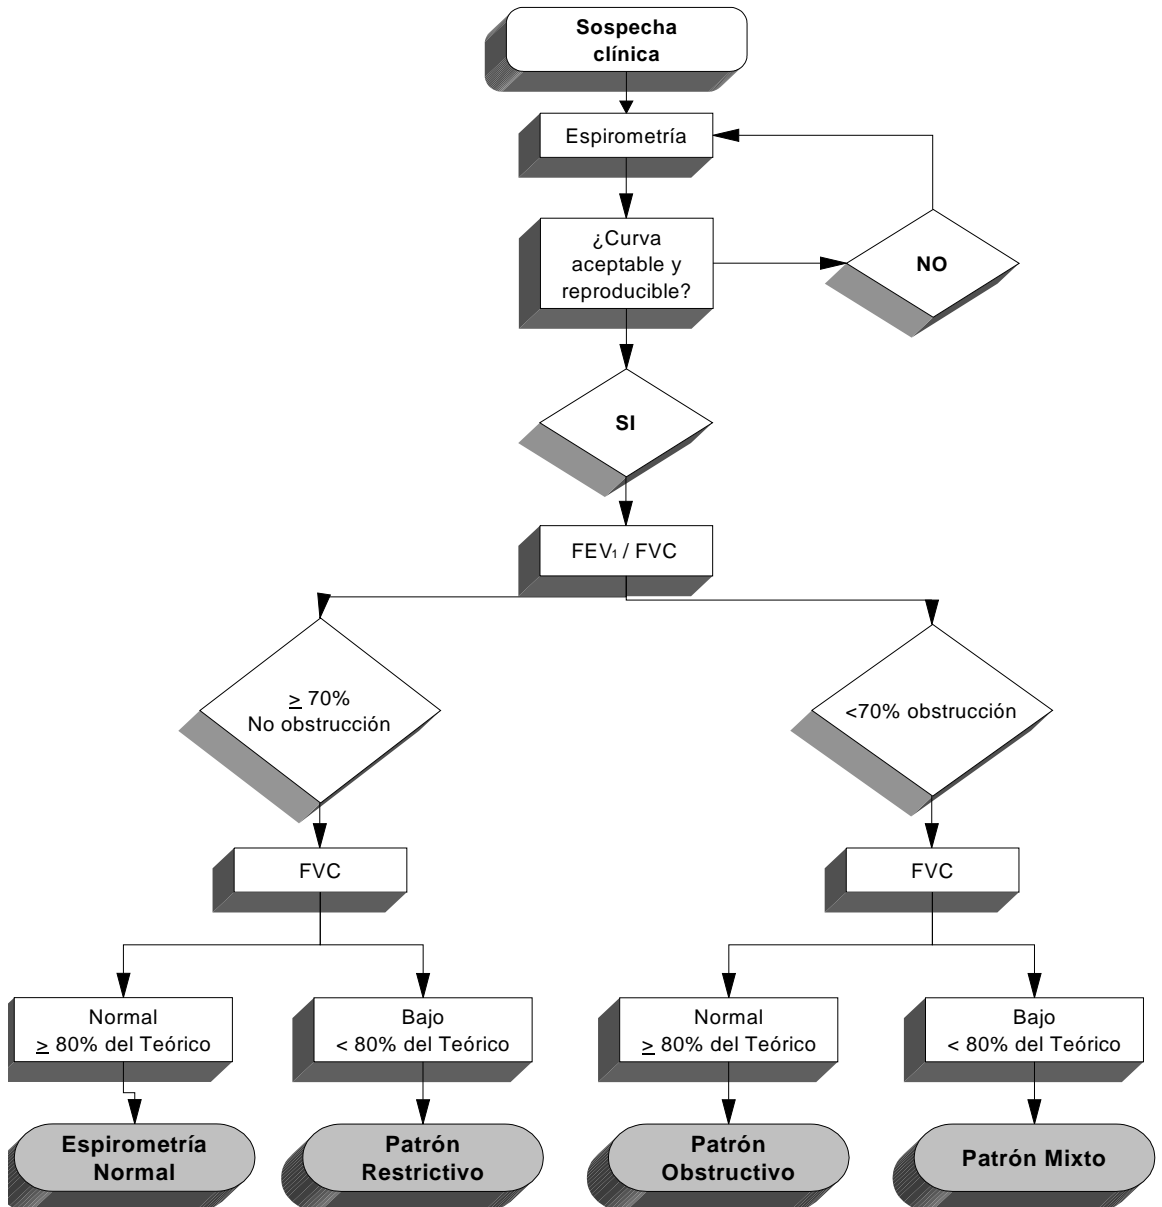 Sospecha
clínica
Espirometría
¿Curva
aceptable y
reproducible?
NO
SI
FEV₁ / FVC
≥ 70%
No obstrucción
<70% obstrucción
FVC
FVC
Normal
≥ 80% del Teórico
Bajo
< 80% del Teórico
Normal
≥ 80% del Teórico
Bajo
< 80% del Teórico
Espirometría
Normal
Patrón
Restrictivo
Patrón
Obstructivo
Patrón Mixto